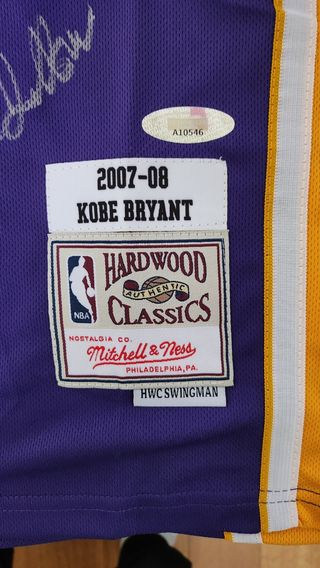 A10546
2007-08
KOBE BRYANT
NBA
HARDWOOD
AUTHENTIC
CLASSICS
NOSTALGIA CO.
Mitchell & Ness
PHILADELPHIA, PA.
HWC SWINGMAN